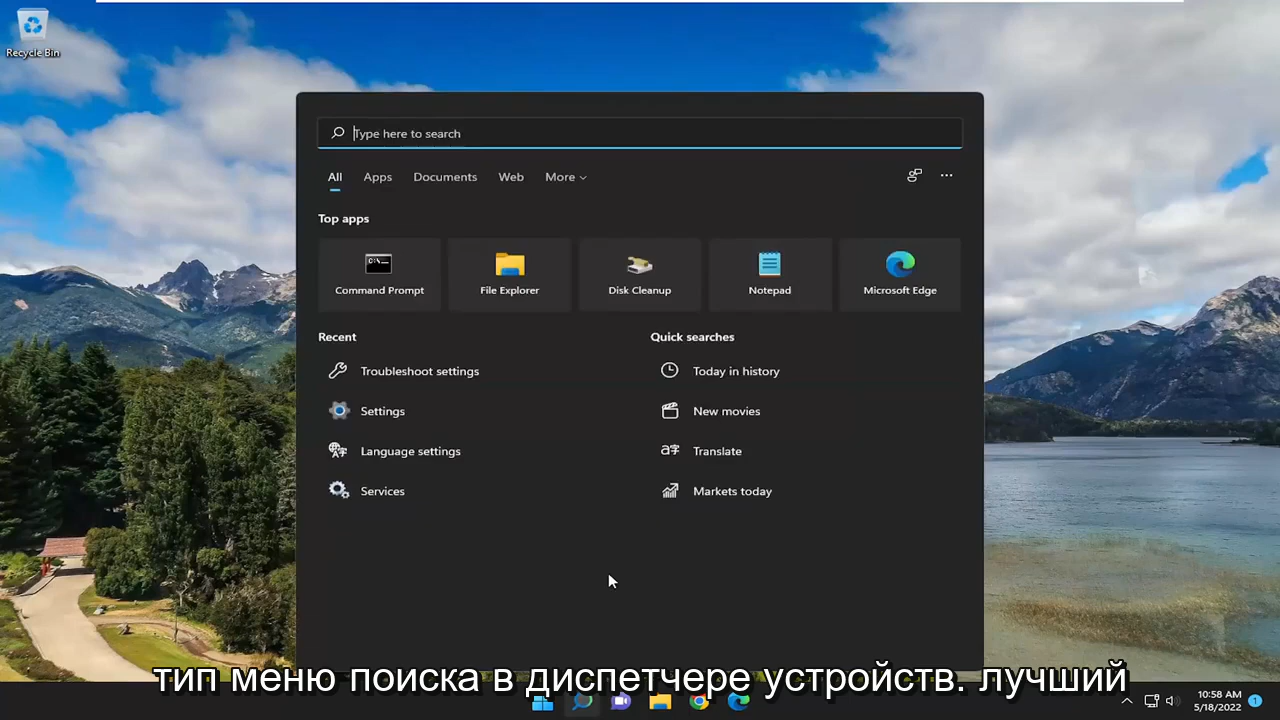 Recycle Bin
Type here to search
All Apps Documents Web More
Top apps
Command Prompt File Explorer Disk Cleanup Notepad Microsoft Edge
Recent Quick searches
Troubleshoot settings Today in history
Settings New movies
Language settings Translate
Services Markets today
тип меню поиска в диспетчере устройств. лучший
10:58 AM
5/18/2022 1